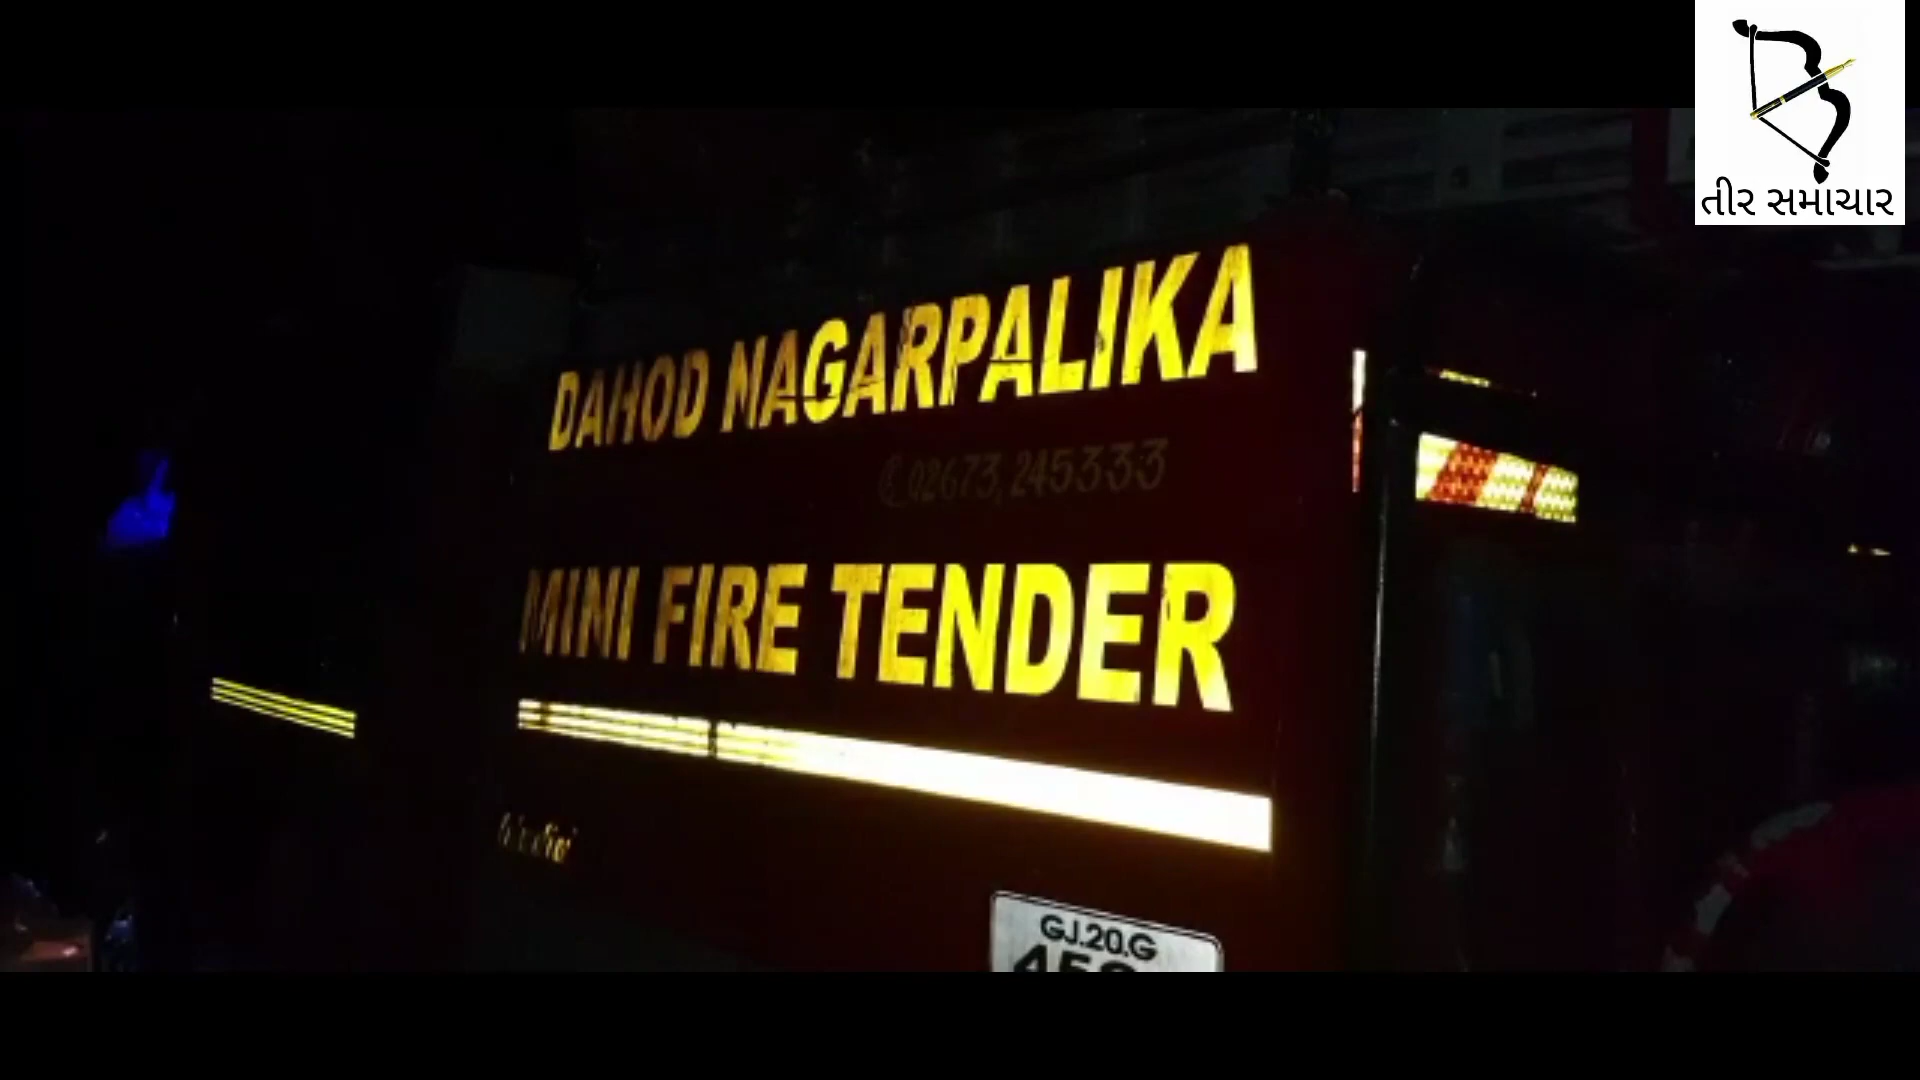 તીર સમાચાર
DAHOD NAGARPALIKA
02673, 245333
MINI FIRE TENDER
GJ.20.G